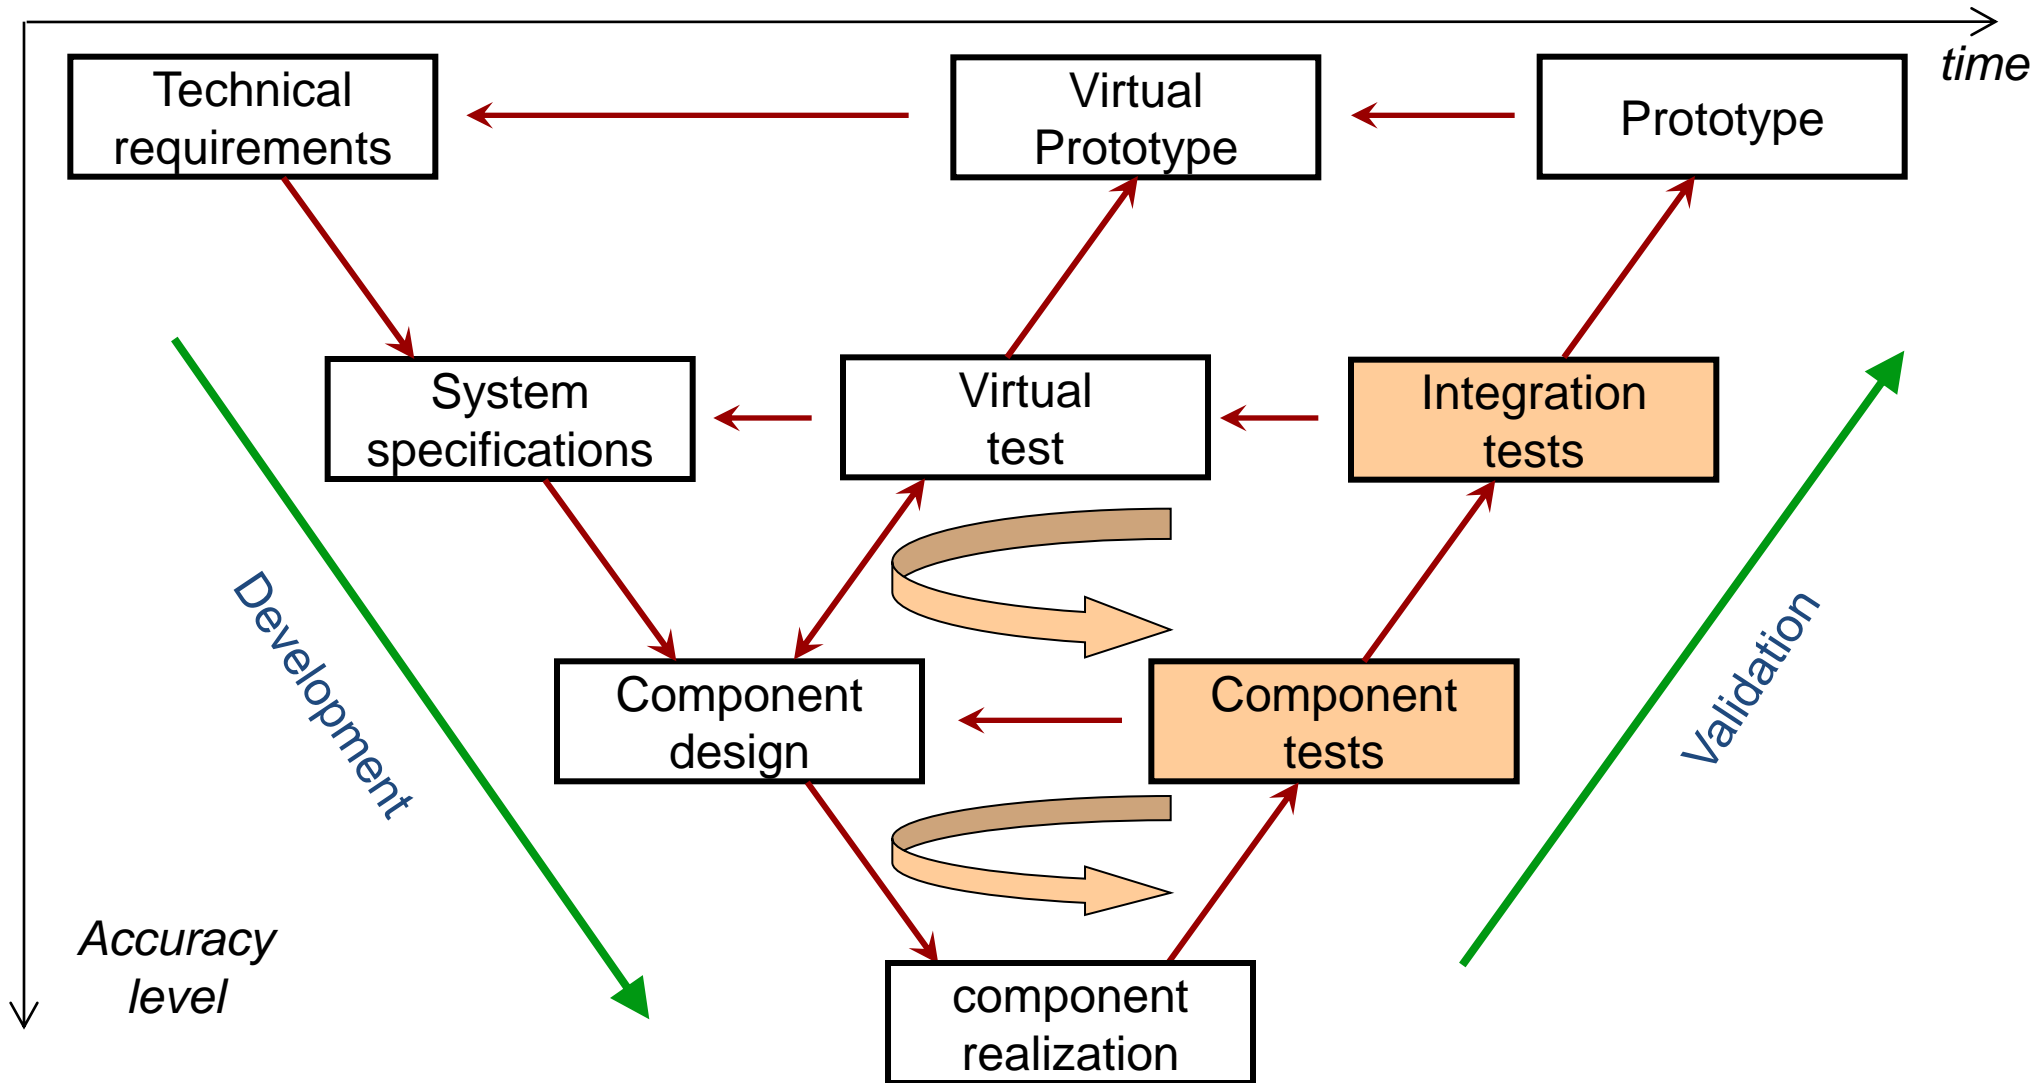 time
Technical
requirements
Virtual
Prototype
Prototype
System
specifications
Virtual
test
Integration
tests
Development
Validation
Component
design
Component
tests
Accuracy
level
component
realization